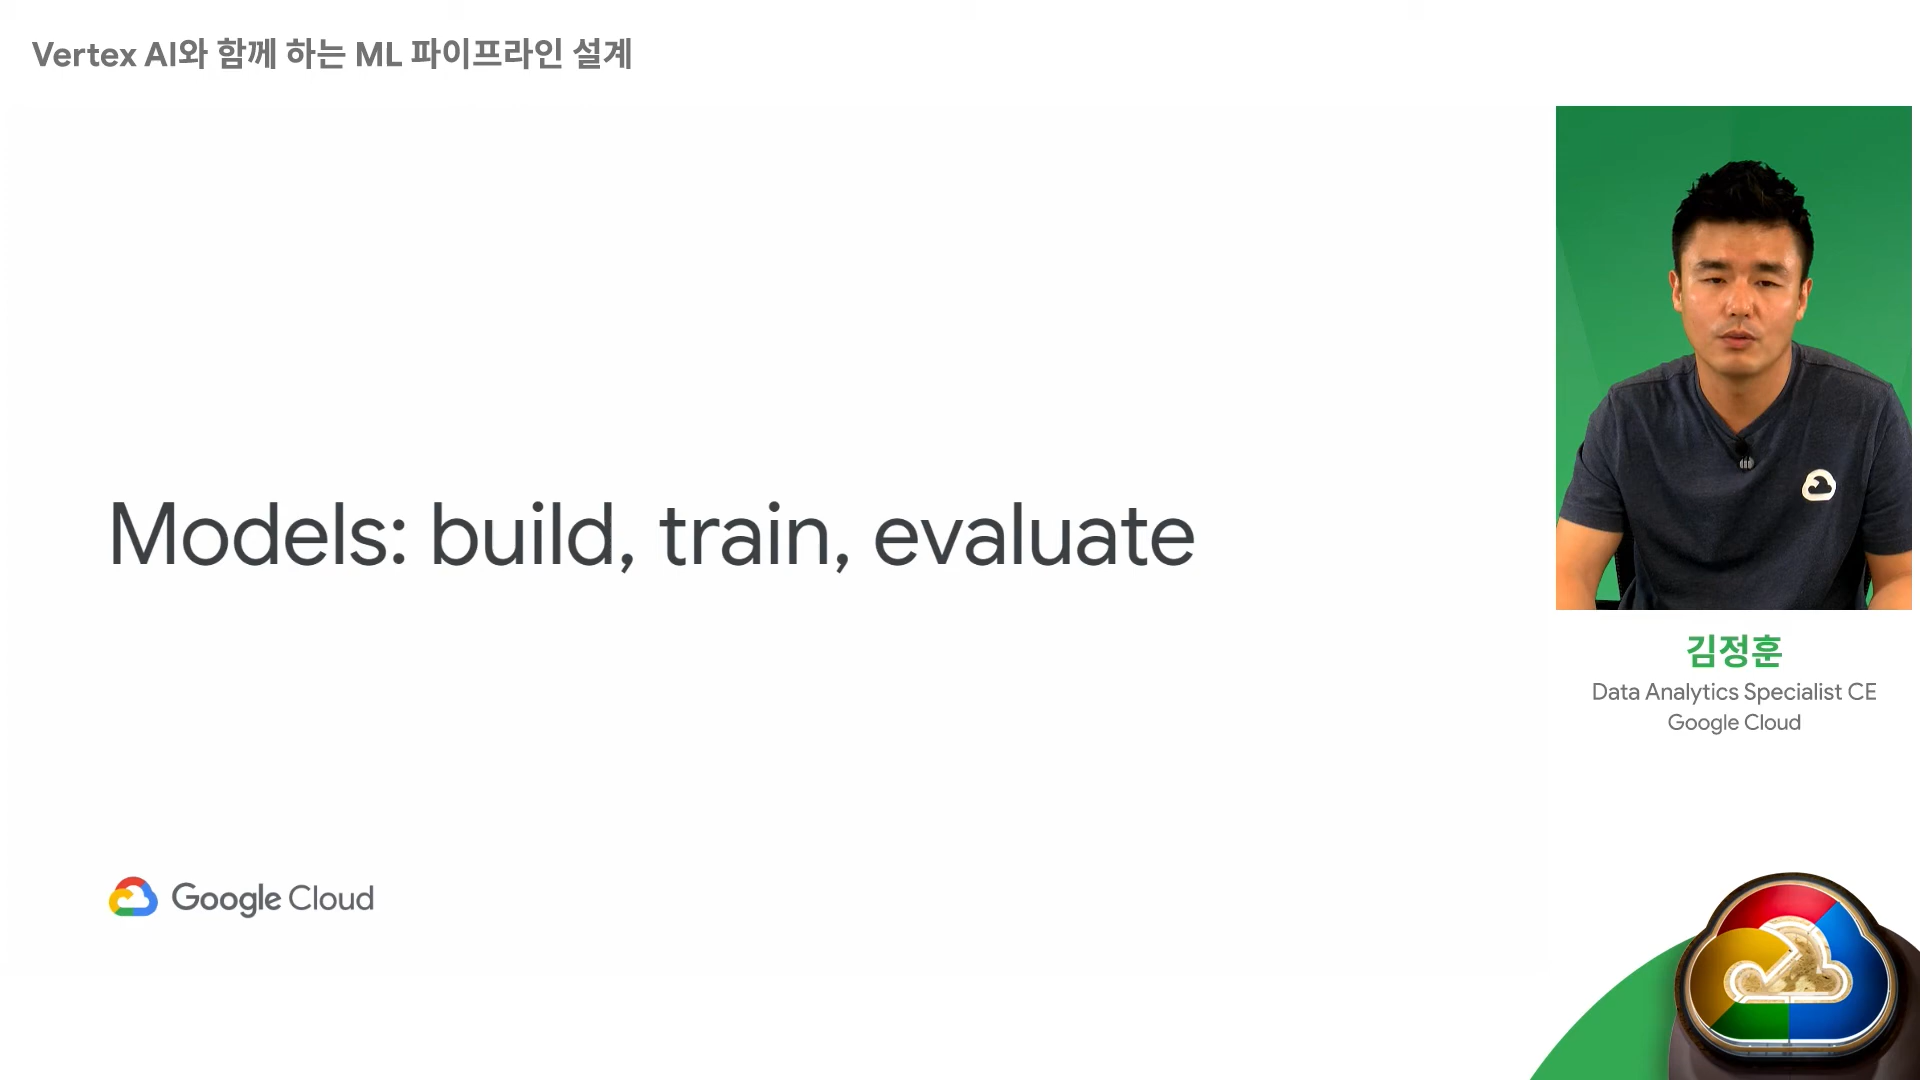 Vertex AI와 함께 하는 ML 파이프라인 설계
Models: build, train, evaluate
김정훈
Data Analytics Specialist CE
Google Cloud
Google Cloud